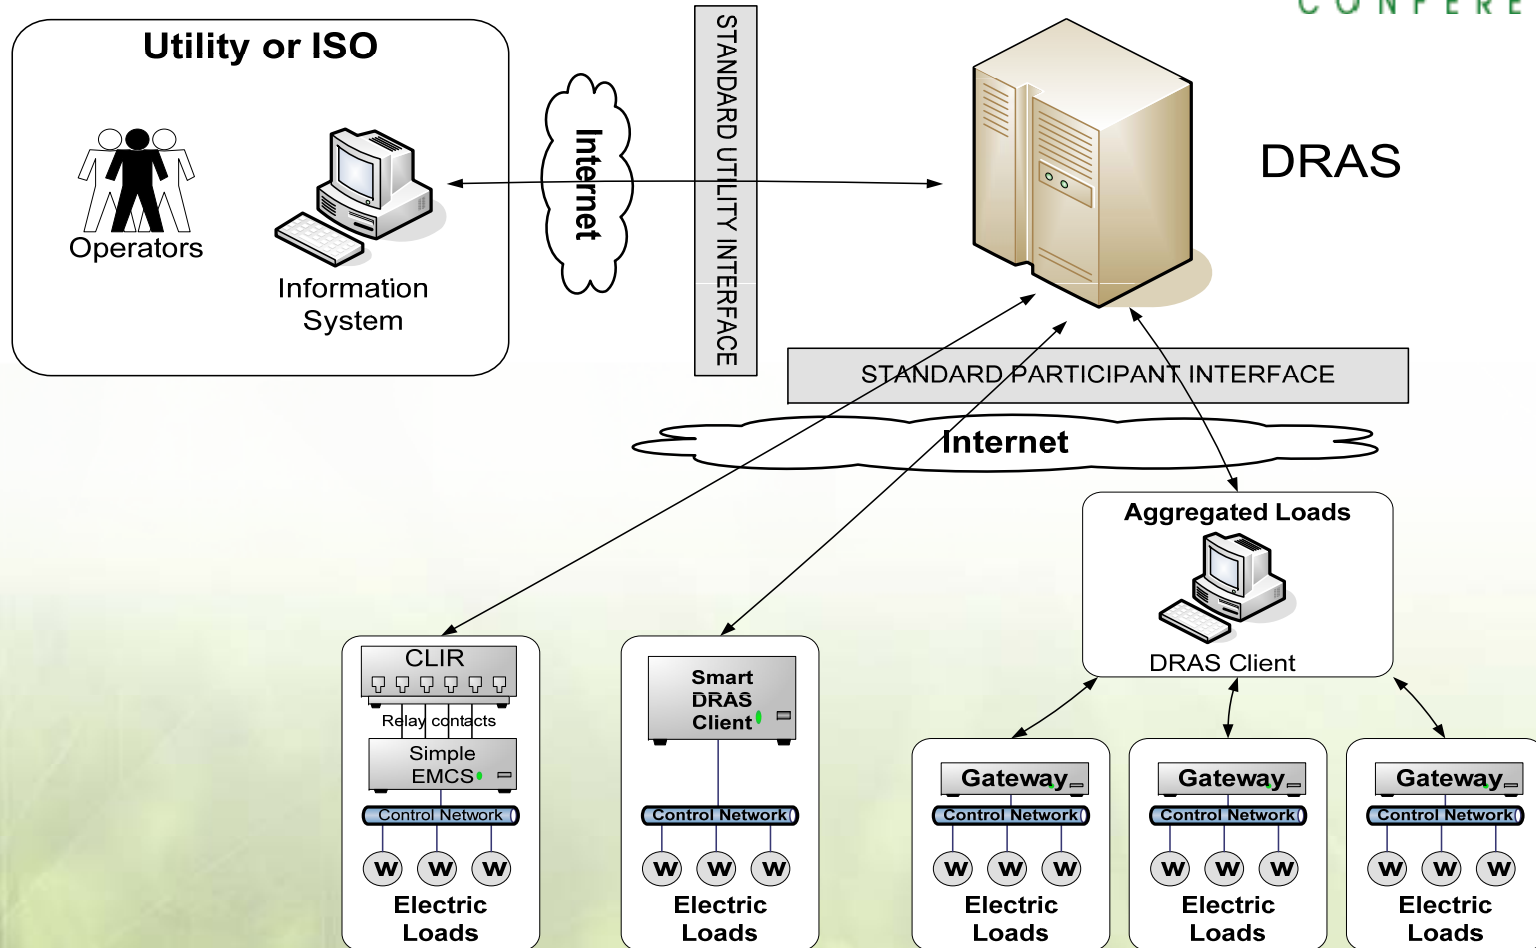 CONFERE
Utility or ISO
Operators
Information
System
Internet
STANDARD UTILITY INTERFACE
DRAS
STANDARD PARTICIPANT INTERFACE
Internet
Aggregated Loads
DRAS Client
CLIR
Relay contacts
Simple
EMCS
Control Network
W W W
Electric
Loads
Smart
DRAS
Client
Control Network
W W W
Electric
Loads
Gateway
Control Network
W W W
Electric
Loads
Gateway
Control Network
W W W
Electric
Loads
Gateway
Control Network
W W W
Electric
Loads